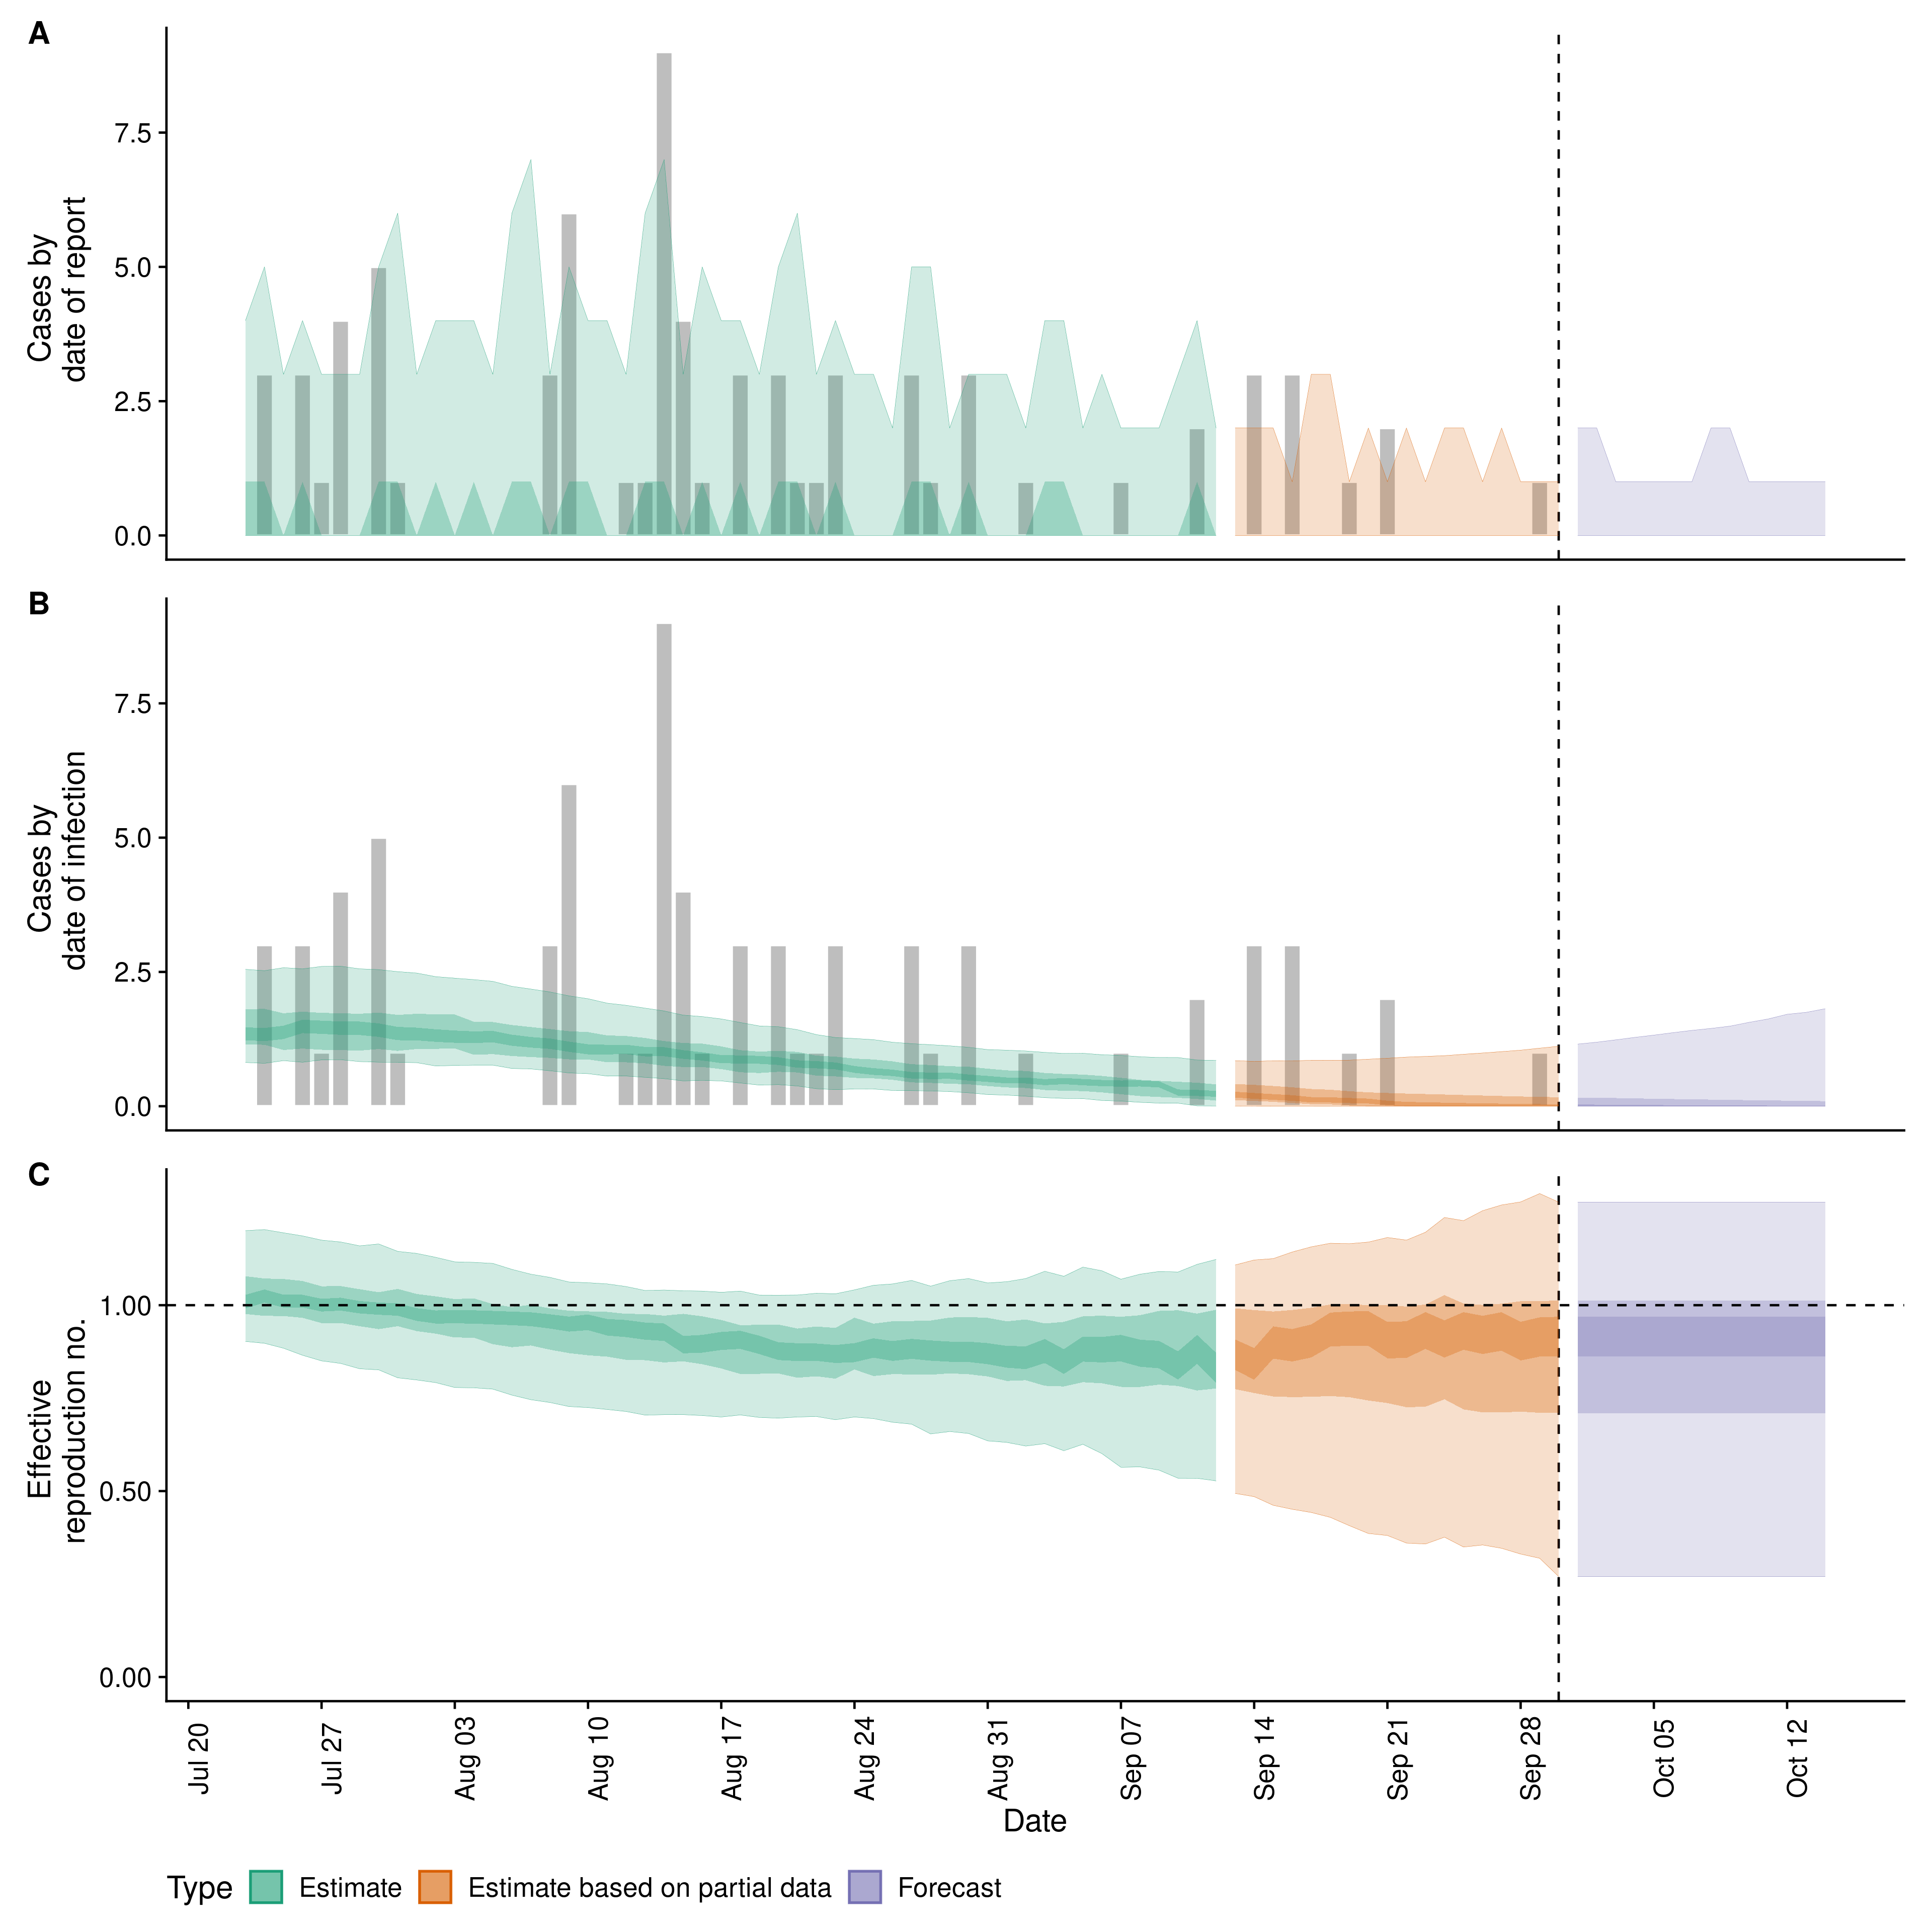 A
7.5
5.0
2.5
0.0
Cases by
date of report
B
7.5
5.0
2.5
0.0
Cases by
date of infection
C
1.00
0.50
0.00
Effective
reproduction no.
Jul 20
Jul 27
Aug 03
Aug 10
Aug 17
Aug 24
Aug 31
Sep 07
Sep 14
Sep 21
Sep 28
Oct 05
Oct 12
Date
Type Estimate Estimate based on partial data Forecast